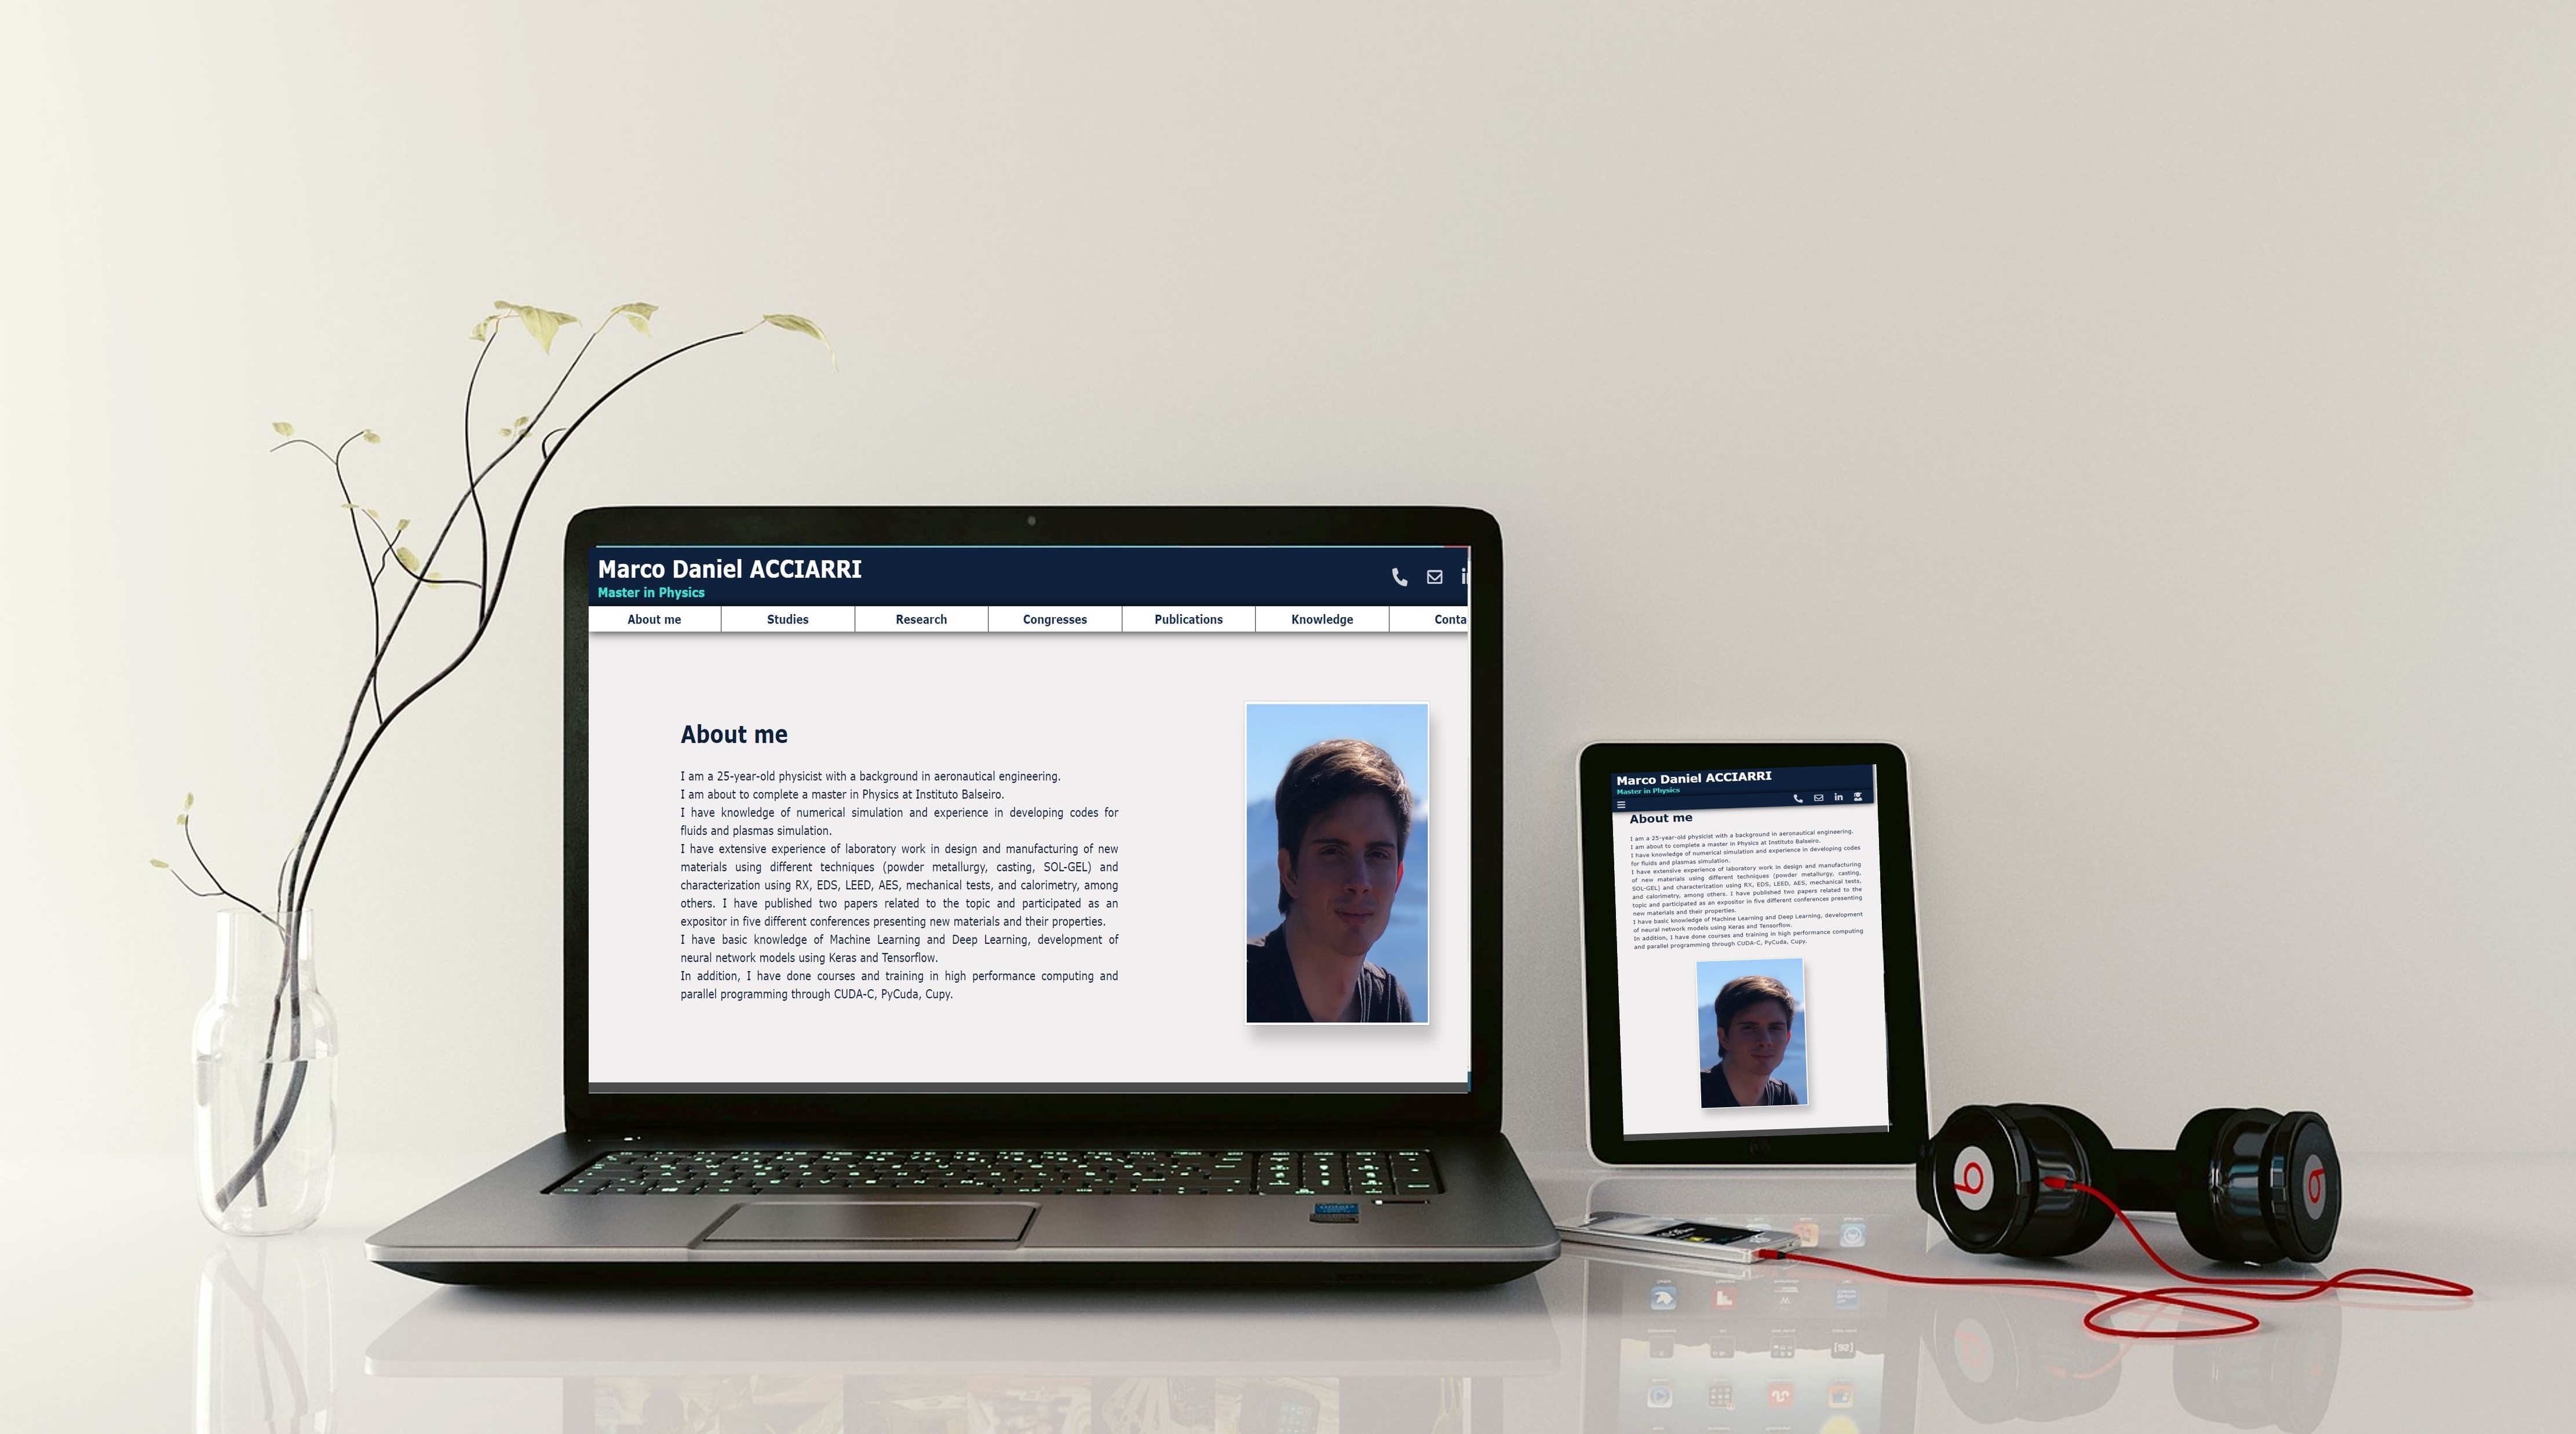 Marco Daniel ACCIARRI
Master in Physics
About me
Studies
Research
Congresses
Publications
Knowledge
Conta
About me
I am a 25-year-old physicist with a background in aeronautical engineering.
I am about to complete a master in Physics at Instituto Balseiro.
I have knowledge of numerical simulation and experience in developing codes for
fluids and plasmas simulation.
I have extensive experience of laboratory work in design and manufacturing of new
materials using different techniques (powder metallurgy, casting, SOL-GEL) and
characterization using RX, EDS, LEED, AES, mechanical tests, and calorimetry, among
others. I have published two papers related to the topic and participated as an
expositor in five different conferences presenting new materials and their properties.
I have basic knowledge of Machine Learning and Deep Learning, development of
neural network models using Keras and Tensorflow.
In addition, I have done courses and training in high performance computing and
parallel programming through CUDA-C, PyCuda, Cupy.
Marco Daniel ACCIARRI
Master in Physics
About me
I am a 25-year-old physicist with a background in aeronautical engineering.
I am about to complete a master in Physics at Instituto Balseiro.
I have knowledge of numerical simulation and experience in developing codes
for fluids and plasmas simulation.
I have extensive experience of laboratory work in design and manufacturing
of new materials using different techniques (powder metallurgy, casting,
SOL-GEL) and characterization using RX, EDS, LEED, AES, mechanical tests,
and calorimetry, among others. I have published two papers related to the
topic and participated as an expositor in five different conferences presenting
new materials and their properties.
I have basic knowledge of Machine Learning and Deep Learning, development
of neural network models using Keras and Tensorflow.
In addition, I have done courses and training in high performance computing
and parallel programming through CUDA-C, PyCuda, Cupy.